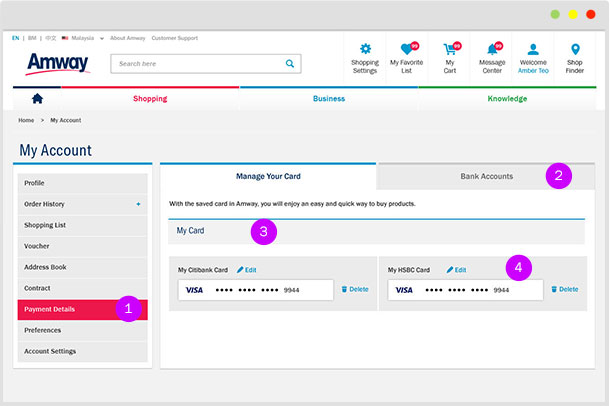 EN | BM | 中文 Malaysia About Amway Customer Support
Amway
Search here
Shopping Settings
99
My Favorite List
99
My Cart
99
Message Center
Welcome Amber Teo
Shop Finder
Shopping Business Knowledge
Home > My Account
My Account
Profile
Order History +
Shopping List
Voucher
Address Book
Contract
Payment Details 1
Preferences
Account Settings
Manage Your Card
Bank Accounts 2
With the saved card in Amway, you will enjoy an easy and quick way to buy products.
My Card 3
My Citibank Card Edit
VISA •••• •••• •••• 9944 Delete
My HSBC Card Edit 4
VISA •••• •••• •••• 9944 Delete